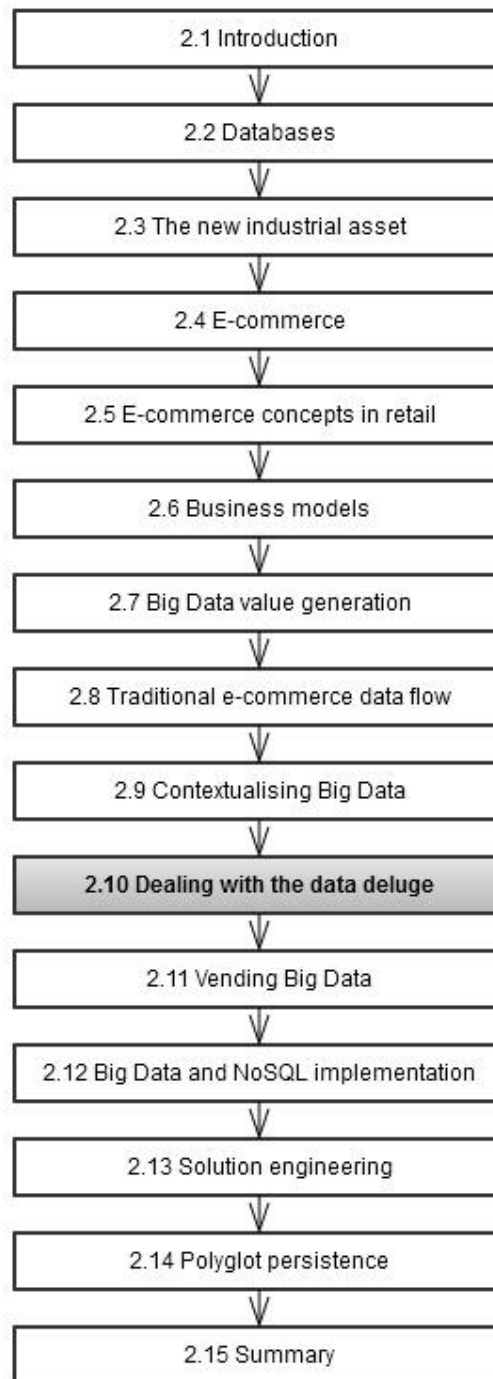 2.1 Introduction
2.2 Databases
2.3 The new industrial asset
2.4 E-commerce
2.5 E-commerce concepts in retail
2.6 Business models
2.7 Big Data value generation
2.8 Traditional e-commerce data flow
2.9 Contextualising Big Data
2.10 Dealing with the data deluge
2.11 Vending Big Data
2.12 Big Data and NoSQL implementation
2.13 Solution engineering
2.14 Polyglot persistence
2.15 Summary